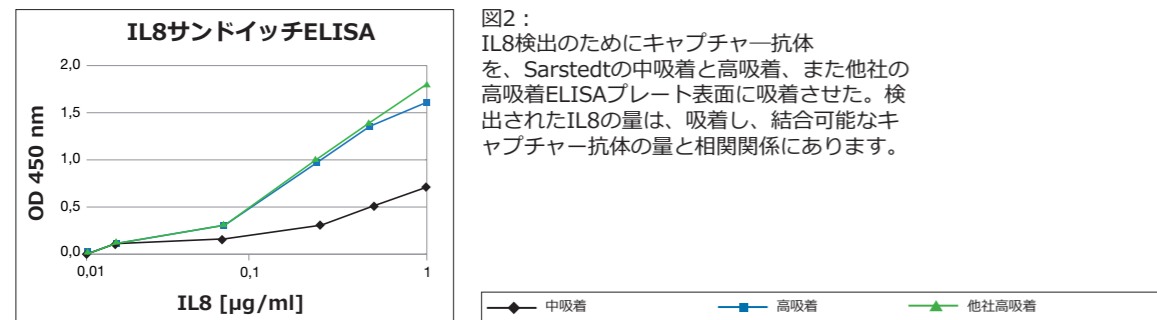 IL8サンドイッチELISA
2,0
1,5
1,0
0,5
0,0
OD 450 nm
0,01
0,1
1
IL8 [µg/ml]
図2：
IL8検出のためにキャプチャ―抗体
を、Sarstedtの中吸着と高吸着、また他社の
高吸着ELISAプレート表面に吸着させた。検
出されたIL8の量は、吸着し、結合可能なキ
ャプチャー抗体の量と相関関係にあります。
中吸着
高吸着
他社高吸着